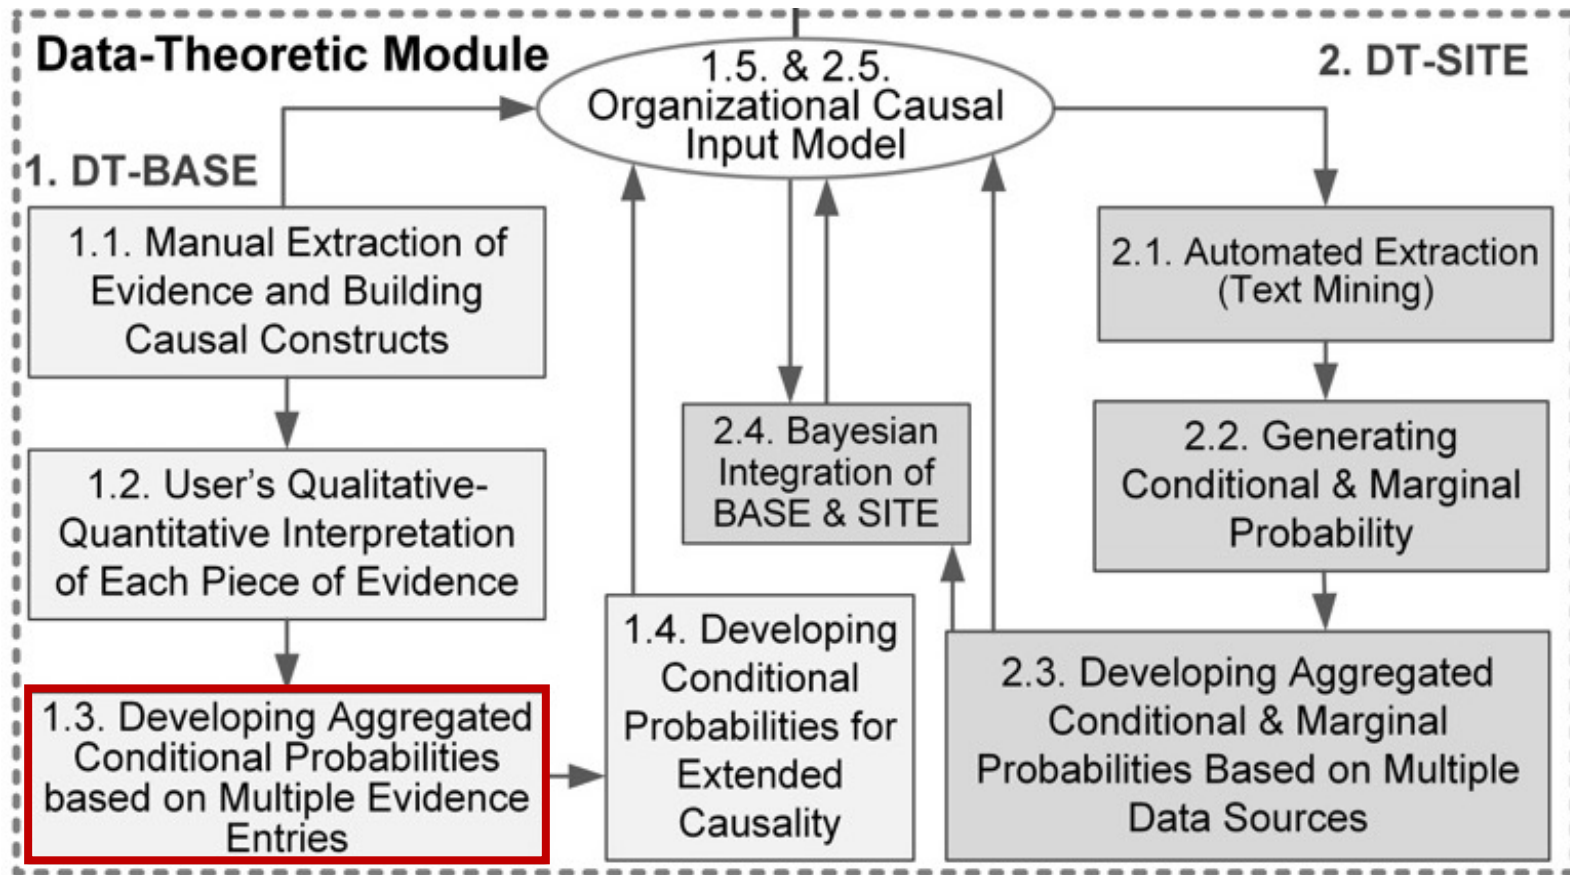 Data-Theoretic Module
1.5. & 2.5.
Organizational Causal
Input Model
2. DT-SITE
1. DT-BASE
1.1. Manual Extraction of
Evidence and Building
Causal Constructs
1.2. User’s Qualitative-
Quantitative Interpretation
of Each Piece of Evidence
1.3. Developing Aggregated
Conditional Probabilities
based on Multiple Evidence
Entries
1.4. Developing
Conditional
Probabilities for
Extended
Causality
2.4. Bayesian
Integration of
BASE & SITE
2.1. Automated Extraction
(Text Mining)
2.2. Generating
Conditional & Marginal
Probability
2.3. Developing Aggregated
Conditional & Marginal
Probabilities Based on Multiple
Data Sources